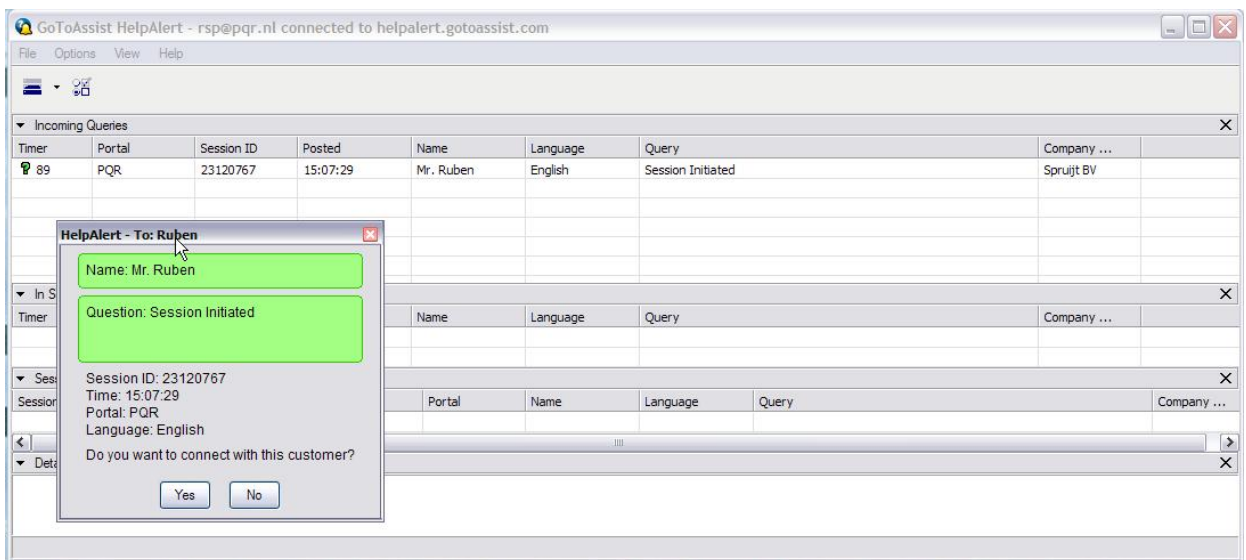 GoToAssist HelpAlert - rsp@pqr.nl connected to helpalert.gotoassist.com
File Options View Help
Incoming Queries
Timer Portal Session ID Posted Name Language Query Company ...
89 PQR 23120767 15:07:29 Mr. Ruben English Session Initiated Spruijt BV
HelpAlert - To: Ruben
Name: Mr. Ruben
In S
Question: Session Initiated
Timer Name Language Query Company ...
Session ID: 23120767
Time: 15:07:29
Portal: PQR
Language: English
Do you want to connect with this customer?
Yes No
Ses
Session Portal Name Language Query Company ...
Deta